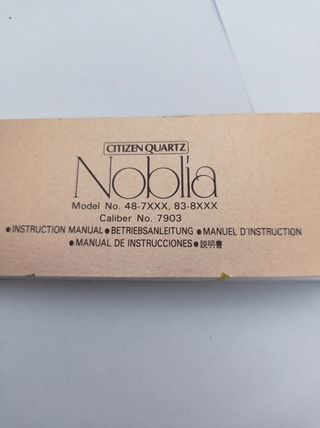 CITIZEN QUARTZ
Noblia
Model No. 48-7XXX, 83-8XXX
Caliber No. 7903
●INSTRUCTION MANUAL●BETRIEBSANLEITUNG●MANUEL D'INSTRUCTION
●MANUAL DE INSTRUCCIONES●説明書